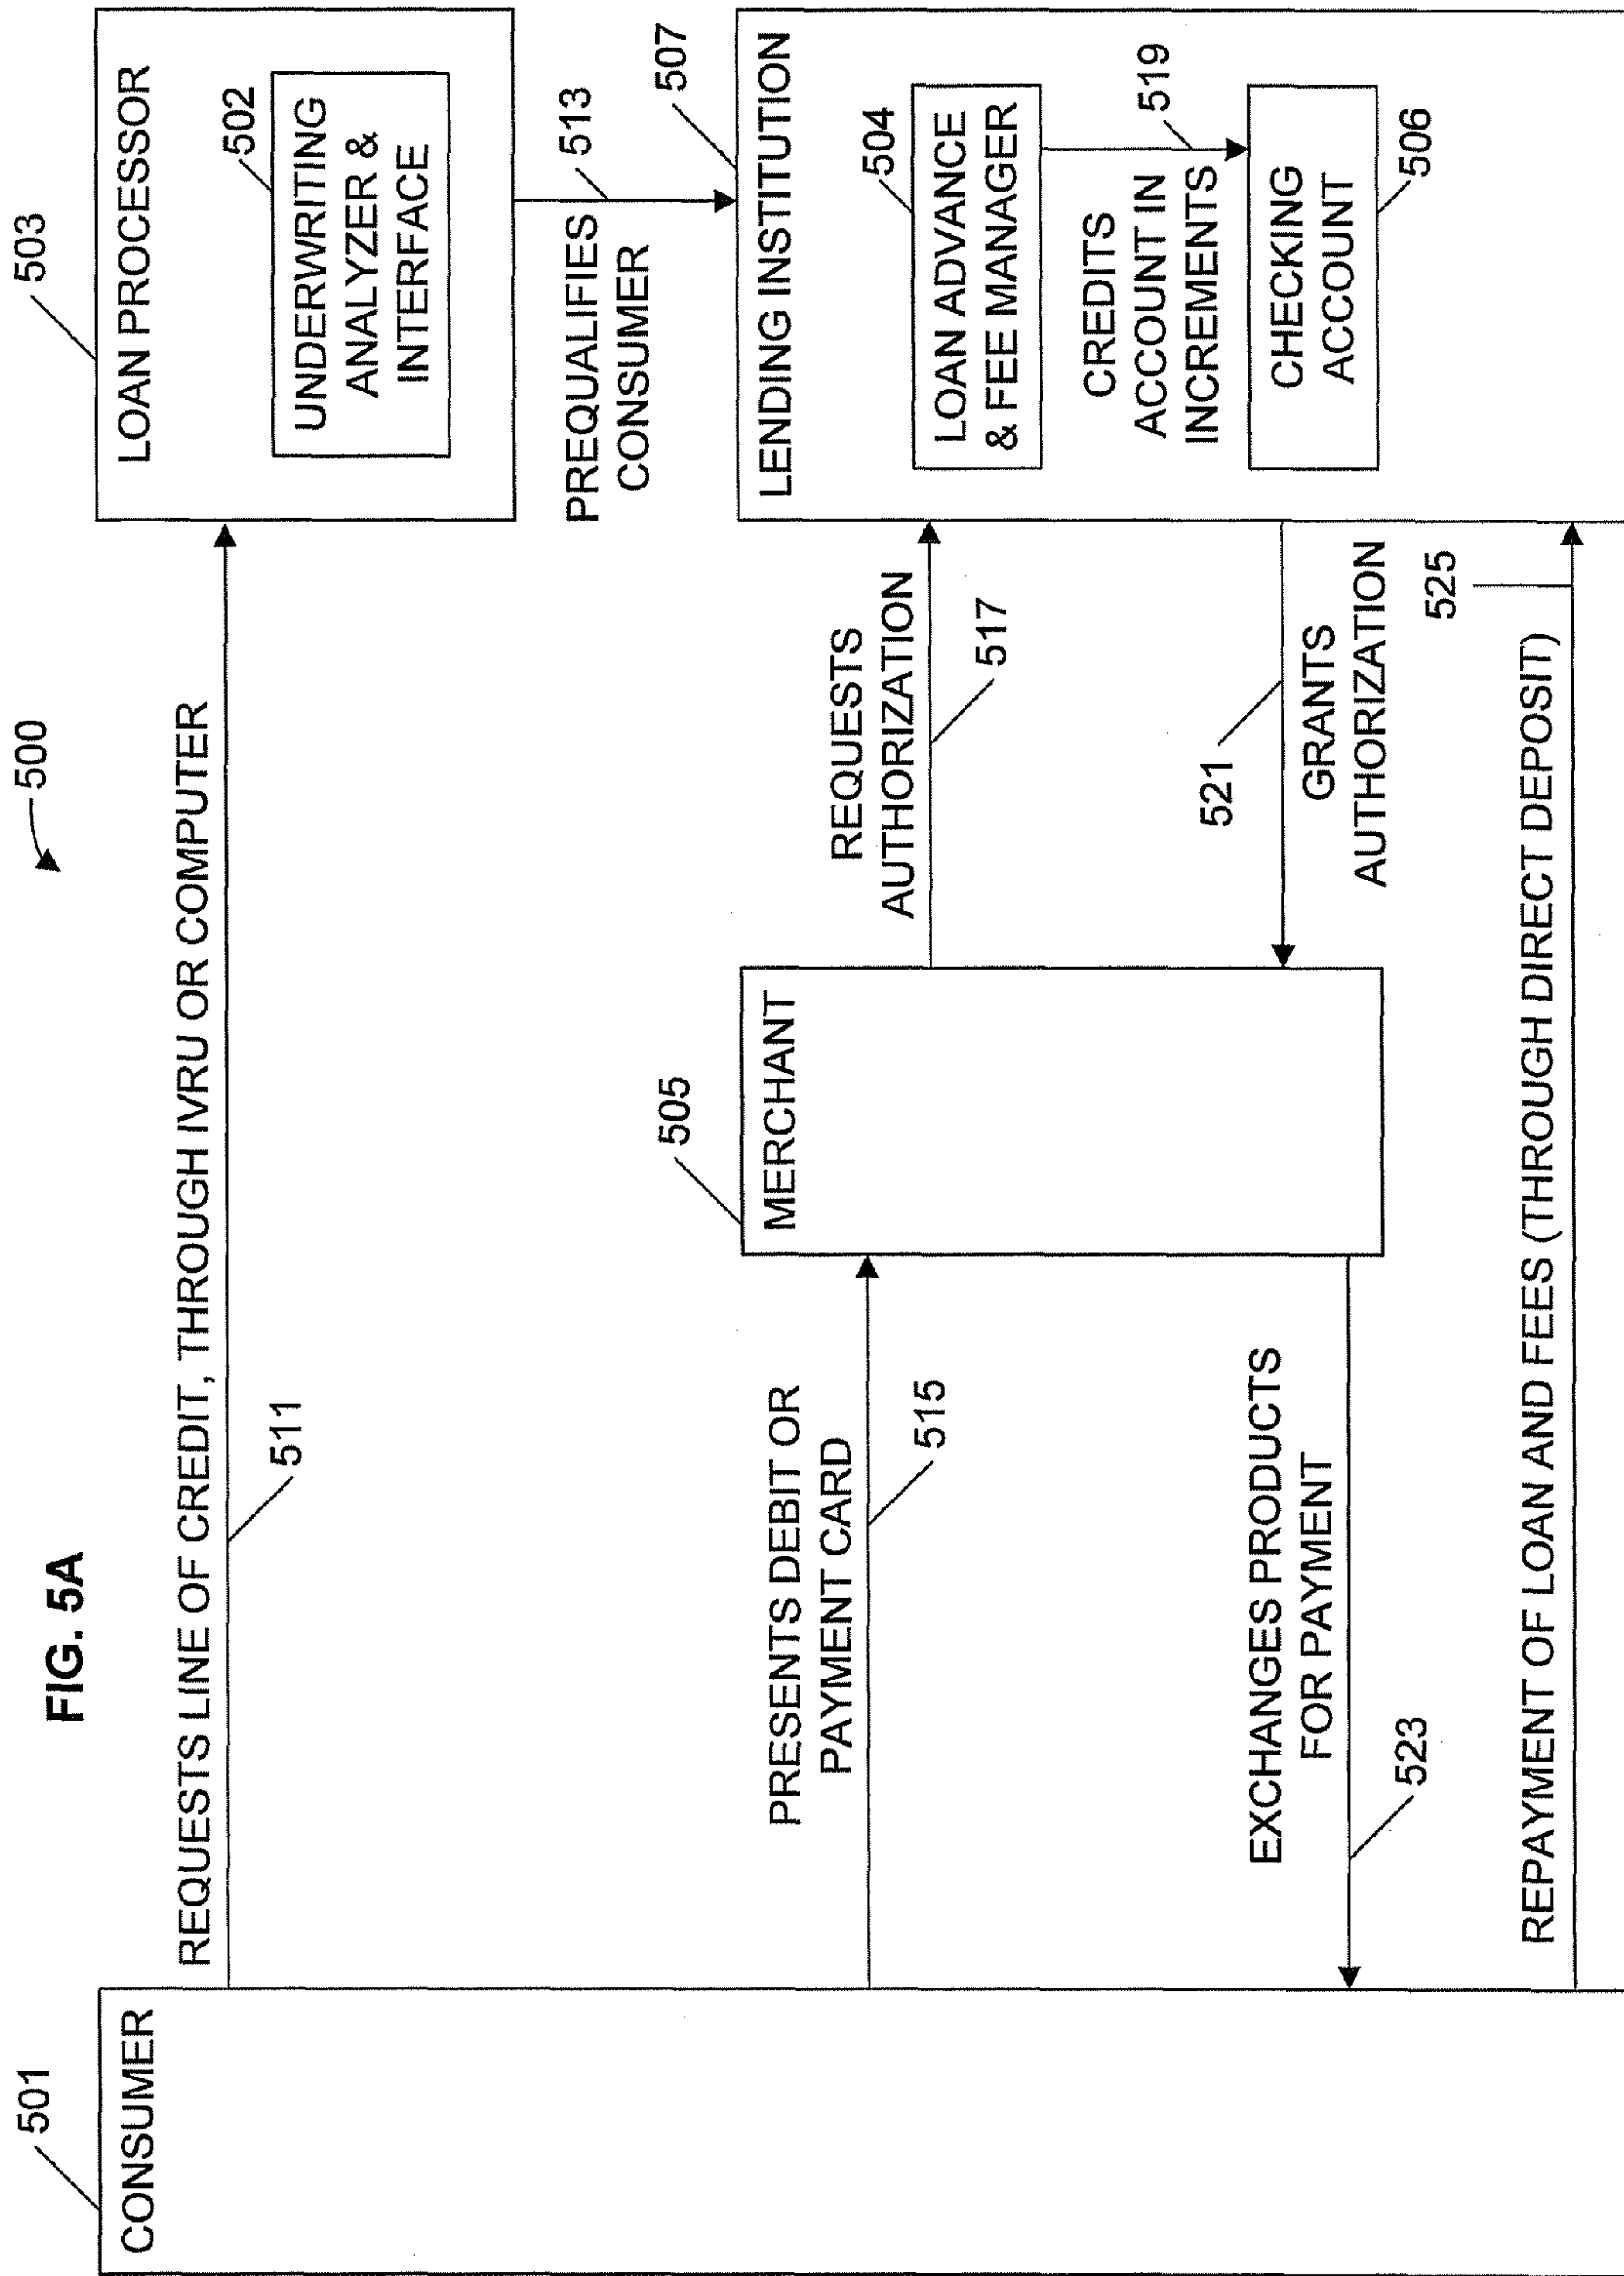 FIG. 5A
500
501
CONSUMER
REQUESTS LINE OF CREDIT, THROUGH IVRU OR COMPUTER
511
503
LOAN PROCESSOR
502
UNDERWRITING
ANALYZER &
INTERFACE
PREQUALIFIES
CONSUMER
513
507
LENDING INSTITUTION
504
LOAN ADVANCE
& FEE MANAGER
CREDITS
ACCOUNT IN
INCREMENTS
519
CHECKING
ACCOUNT
506
505
MERCHANT
PRESENTS DEBIT OR
PAYMENT CARD
515
REQUESTS
AUTHORIZATION
517
521
GRANTS
AUTHORIZATION
EXCHANGES PRODUCTS
FOR PAYMENT
523
REPAYMENT OF LOAN AND FEES (THROUGH DIRECT DEPOSIT)
525